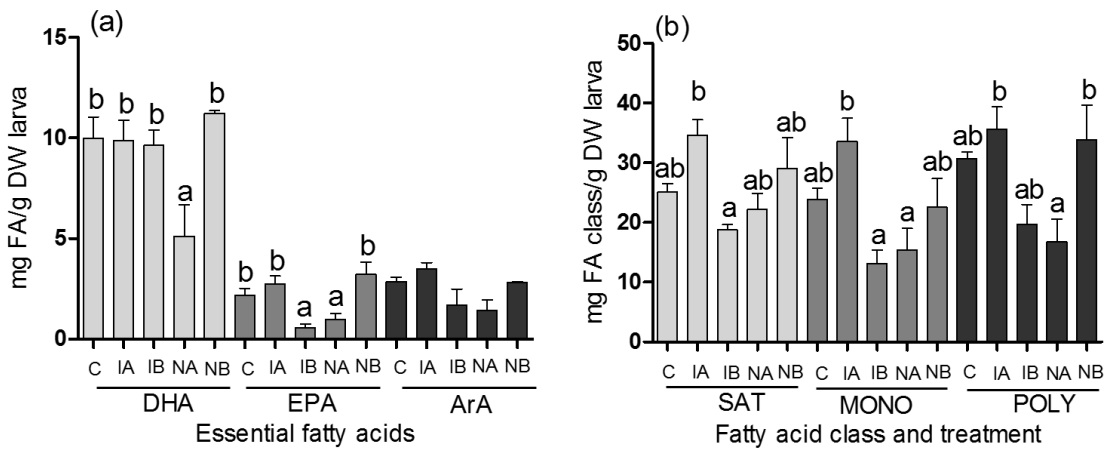 (a)
mg FA/g DW larva
15
10
5
0
b b b a b b b a a b
C IA IB NA NB C IA IB NA NB C IA IB NA NB
DHA EPA ArA
Essential fatty acids
(b)
mg FA class/g DW larva
50
40
30
20
10
0
ab b a ab ab ab b a a ab ab b ab a b
C IA IB NA NB C IA IB NA NB C IA IB NA NB
SAT MONO POLY
Fatty acid class and treatment